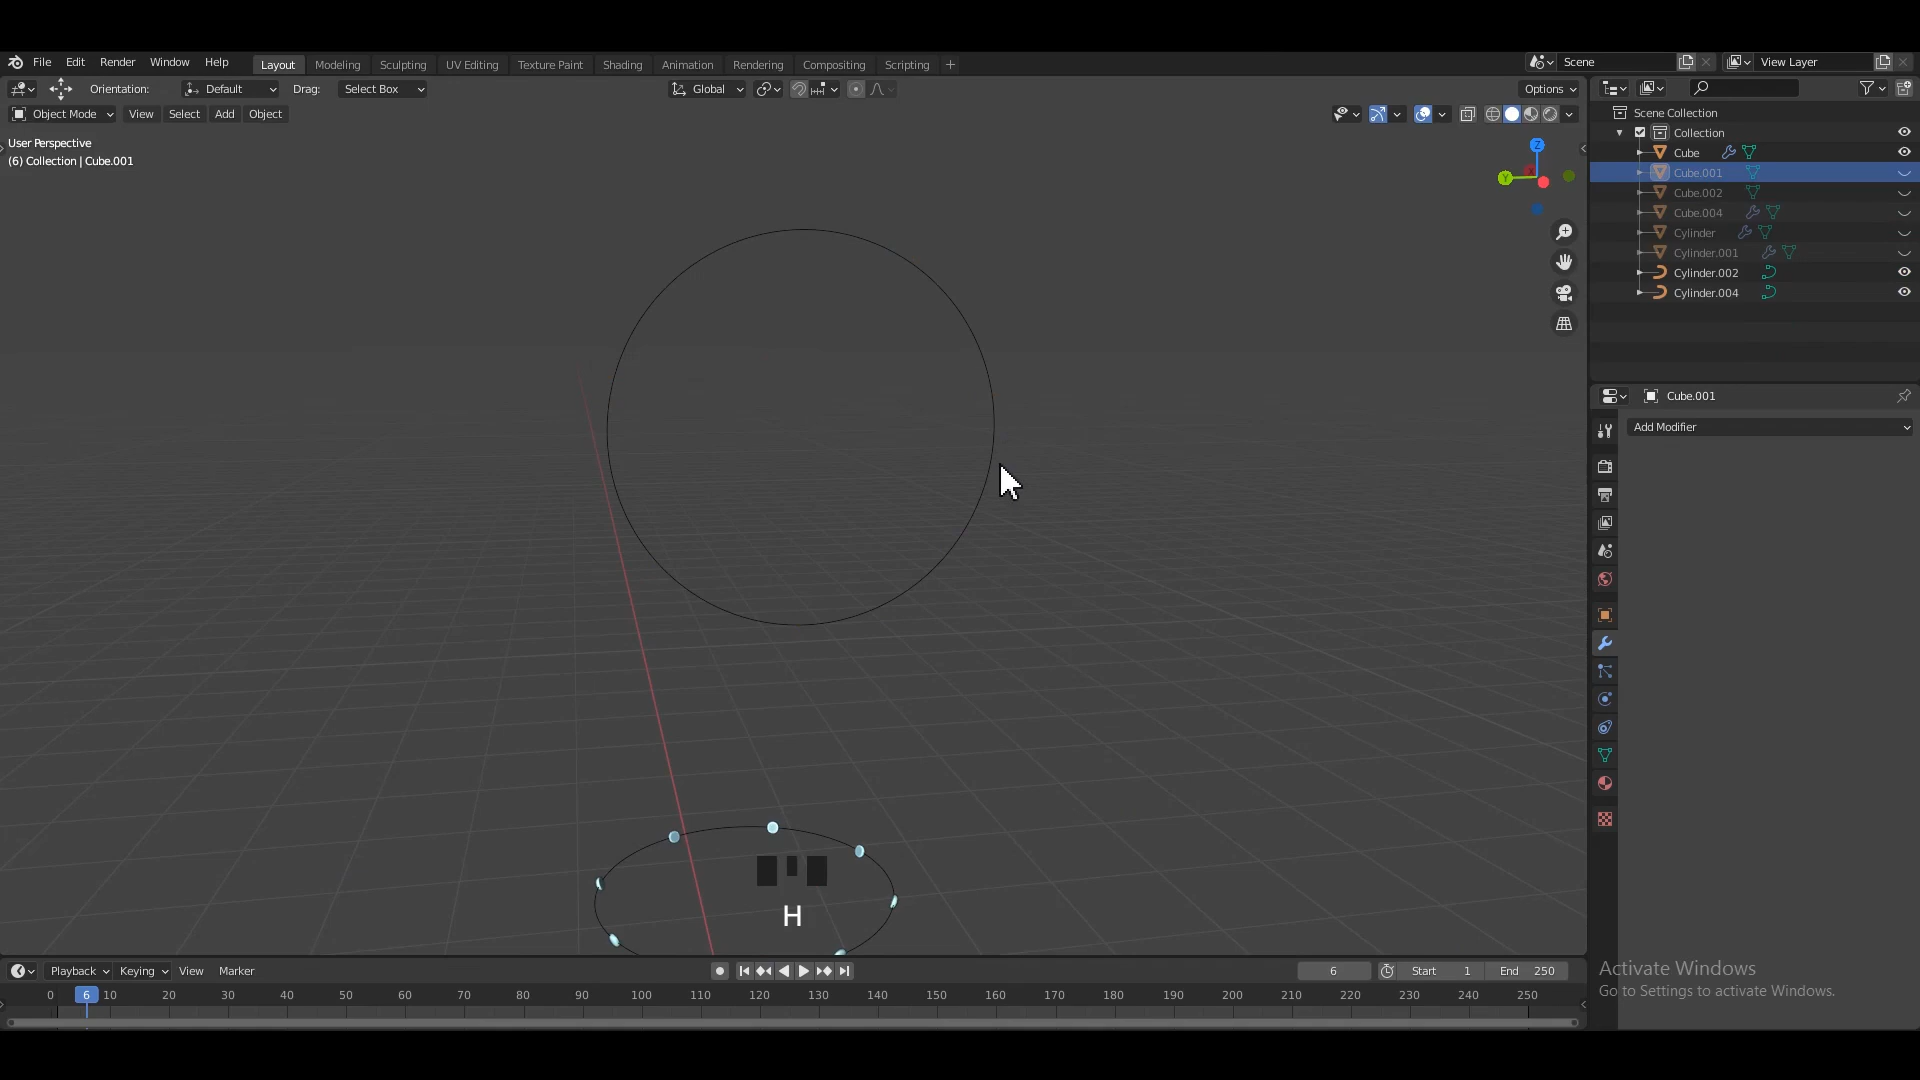 File Edit Render Window Help Layout Modeling Sculpting UV Editing Texture Paint Shading Animation Rendering Compositing Scripting + Scene View Layer
Orientation: Default Drag: Select Box Global Options
Object Mode View Select Add Object
User Perspective
(6) Collection | Cube.001
Z
Y
Scene Collection
Collection
Cube
Cube.001
Cube.002
Cube.004
Cylinder
Cylinder.001
Cylinder.002
Cylinder.004
Cube.001
Add Modifier
H
Playback Keying View Marker 6 Start 1 End 250
0 6 10 20 30 40 50 60 70 80 90 100 110 120 130 140 150 160 170 180 190 200 210 220 230 240 250
Activate Windows
Go to Settings to activate Windows.